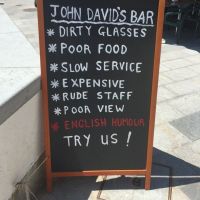 JOHN DAVID'S BAR
* DIRTY GLASSES
* POOR FOOD
* SLOW SERVICE
* EXPENSIVE
* RUDE STAFF
* POOR VIEW
* ENGLISH HUMOUR
TRY US!